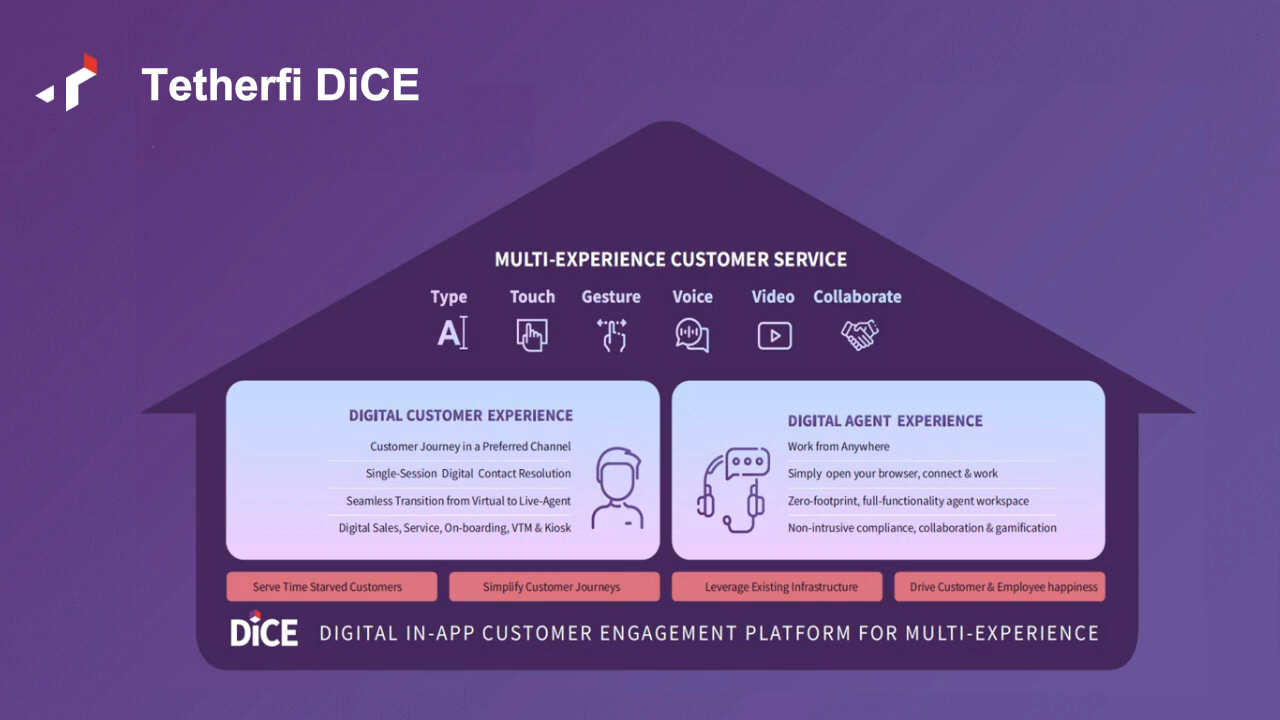 Tetherfi DiCE
MULTI-EXPERIENCE CUSTOMER SERVICE
Type Touch Gesture Voice Video Collaborate
A
DIGITAL CUSTOMER EXPERIENCE
Customer Journey in a Preferred Channel
Single-Session Digital Contact Resolution
Seamless Transition from Virtual to Live-Agent
Digital Sales, Service, On-boarding, VTM & Kiosk
DIGITAL AGENT EXPERIENCE
Work from Anywhere
Simply open your browser, connect & work
Zero-footprint, full-functionality agent workspace
Non-intrusive compliance, collaboration & gamification
Serve Time Starved Customers
Simplify Customer Journeys
Leverage Existing Infrastructure
Drive Customer & Employee happiness
DiCE DIGITAL IN-APP CUSTOMER ENGAGEMENT PLATFORM FOR MULTI-EXPERIENCE